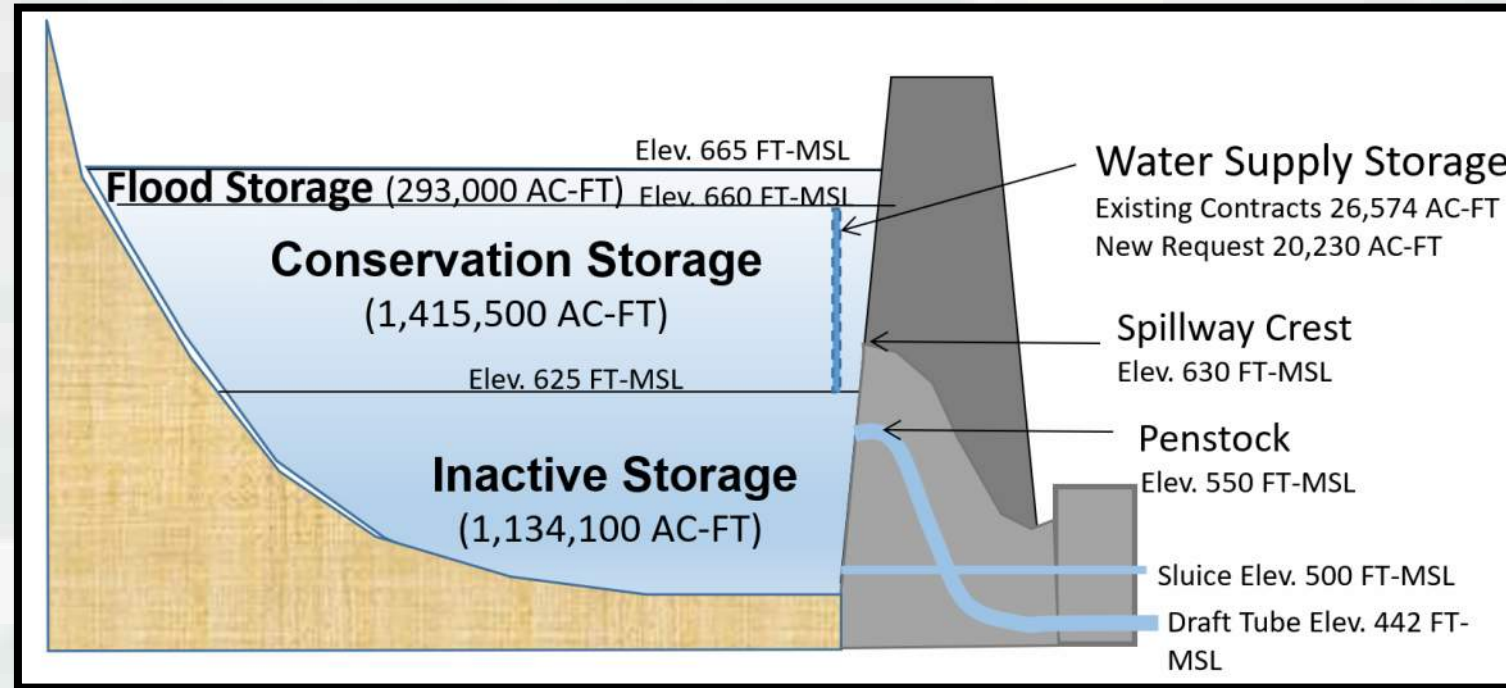 Elev. 665 FT-MSL
Flood Storage (293,000 AC-FT) Elev. 660 FT-MSL
Conservation Storage
(1,415,500 AC-FT)
Elev. 625 FT-MSL
Inactive Storage
(1,134,100 AC-FT)
Water Supply Storage
Existing Contracts 26,574 AC-FT
New Request 20,230 AC-FT
Spillway Crest
Elev. 630 FT-MSL
Penstock
Elev. 550 FT-MSL
Sluice Elev. 500 FT-MSL
Draft Tube Elev. 442 FT-
MSL